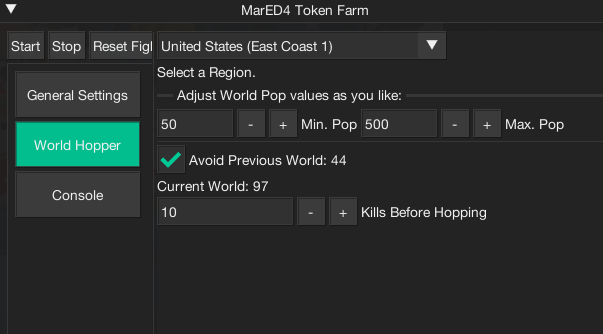 MarED4 Token Farm
Start Stop Reset Figl
United States (East Coast 1)
Select a Region.
General Settings
World Hopper
Console
Adjust World Pop values as you like:
50 - + Min. Pop 500 - + Max. Pop
Avoid Previous World: 44
Current World: 97
10 - + Kills Before Hopping